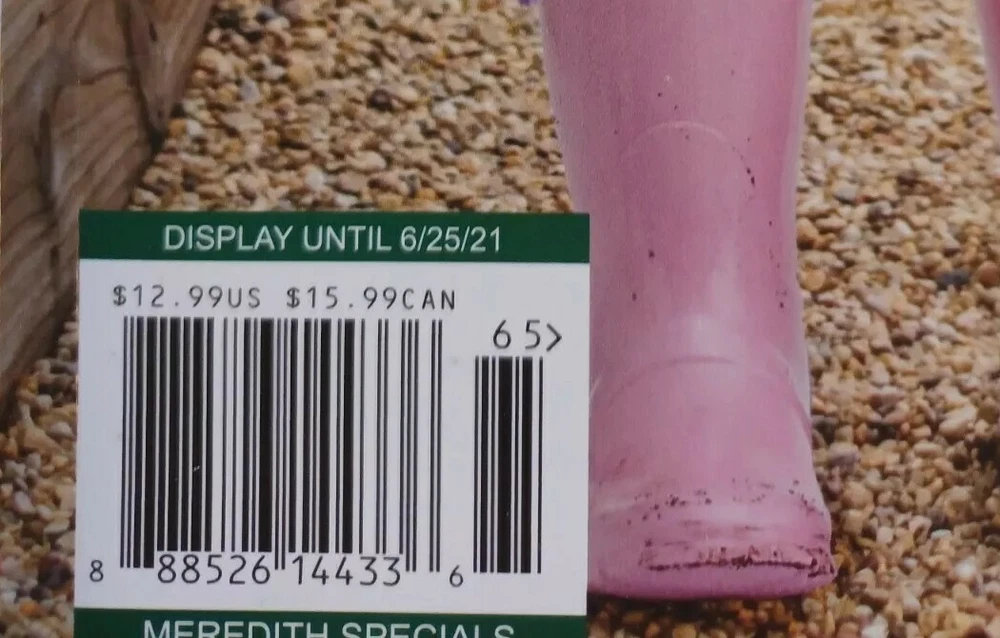 DISPLAY UNTIL 6/25/21
$12.99US $15.99CAN
65>
8 88526 14433 6
MEREDITH SPECIALS